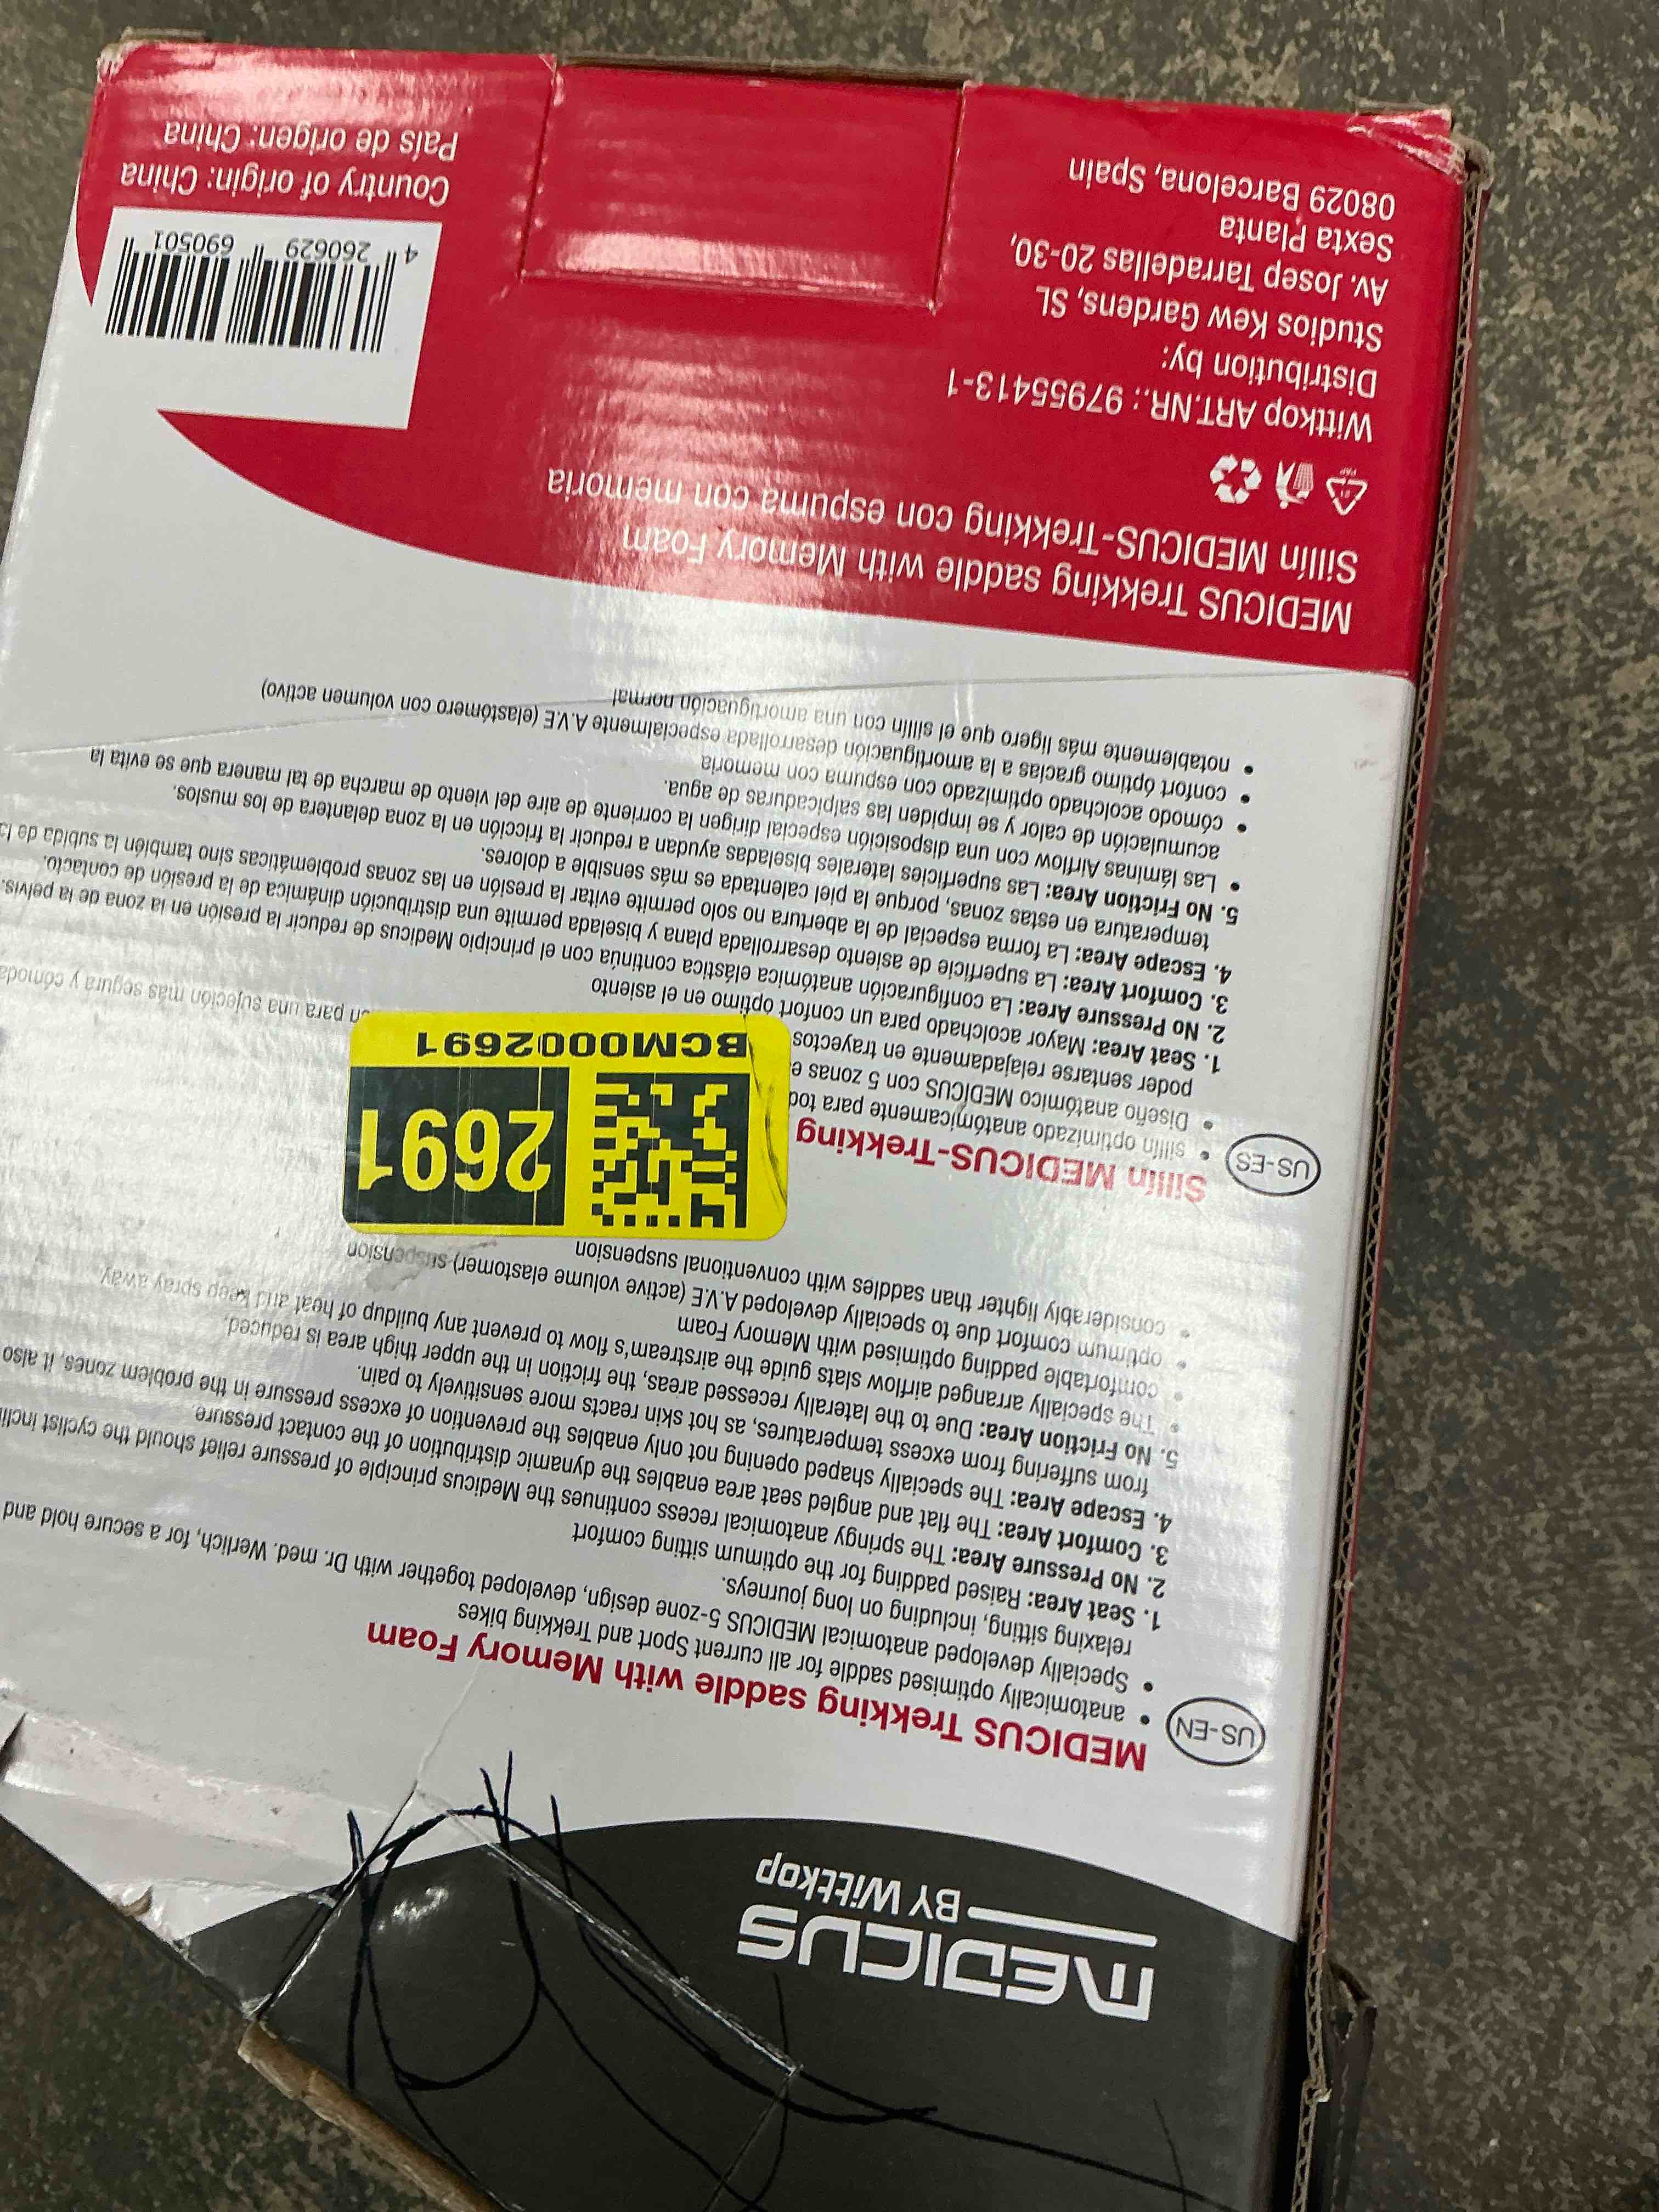 MEDICUS
BY Wittkop
US-EN
MEDICUS Trekking saddle with Memory Foam
• anatomically optimised saddle for all current Sport and Trekking bikes
• Specially developed anatomical MEDICUS 5-zone design, developed together with Dr. med. Werlich, for a secure hold and
relaxing sitting, including on long journeys.
1. Seat Area: Raised padding for the optimum sitting comfort
2. No Pressure Area: The springy anatomical recess continues the Medicus principle of pressure relief should the cyclist
3. Comfort Area: The flat and angled seat area enables the dynamic distribution of the contact pressure.
4. Escape Area: The specially shaped opening not only enables the prevention of excess pressure in the problem zones, it also
from suffering from excess temperatures, as hot skin reacts more sensitively to pain.
5. No Friction Area: Due to the laterally recessed areas, the friction in the upper thigh area is reduced.
• The specially arranged airflow slats guide the airstream's flow to prevent any buildup of heat and keep spray away
• comfortable padding optimised with Memory Foam
• optimum comfort due to specially developed A.V.E (active volume elastomer) suspension
• considerably lighter than saddles with conventional suspension
US-ES
Sillín MEDICUS-Trekking
• sillín optimizado anatómicamente para
• Diseño anatómico MEDICUS con 5 zonas
para una sujeción más segura y
poder sentarse relajadamente en trayectos
1. Seat Area: Mayor acolchado para un confort óptimo en el asiento
2. No Pressure Area: La configuración anatómica elástica continúa con el principio Medicus de reducir la presión en la zona de la pelvis.
3. Comfort Area: La superficie de asiento desarrollada plana y biselada permite una distribución dinámica de la presión de contacto.
4. Escape Area: La forma especial de la abertura no solo permite evitar la presión en las zonas problemáticas sino también la subida de
temperatura en estas zonas, porque la piel calentada es más sensible a dolores.
5. No Friction Area: Las superficies laterales biseladas ayudan a reducir la fricción en la zona delantera de los muslos.
• Las láminas Airflow con una disposición especial dirigen la corriente de aire del viento de marcha de tal manera que se evita la
acumulación de calor y se impiden las salpicaduras de agua.
• cómodo acolchado optimizado con espuma con memoria
• confort óptimo gracias a la amortiguación desarrollada especialmente A.V.E (elastómero con volumen activo)
• notablemente más ligero que el sillín con una amortiguación normal
2691
BCM0002691
MEDICUS Trekking saddle with Memory Foam
Sillín MEDICUS-Trekking con espuma con memoria
Wittkop ART.NR.: 97955413-1
Distribution by:
Studios Kew Gardens, SL
Av. Josep Tarradellas 20-30,
Sexta Planta
08029 Barcelona, Spain
4 260629 690501
Country of origin: China
País de origen: China